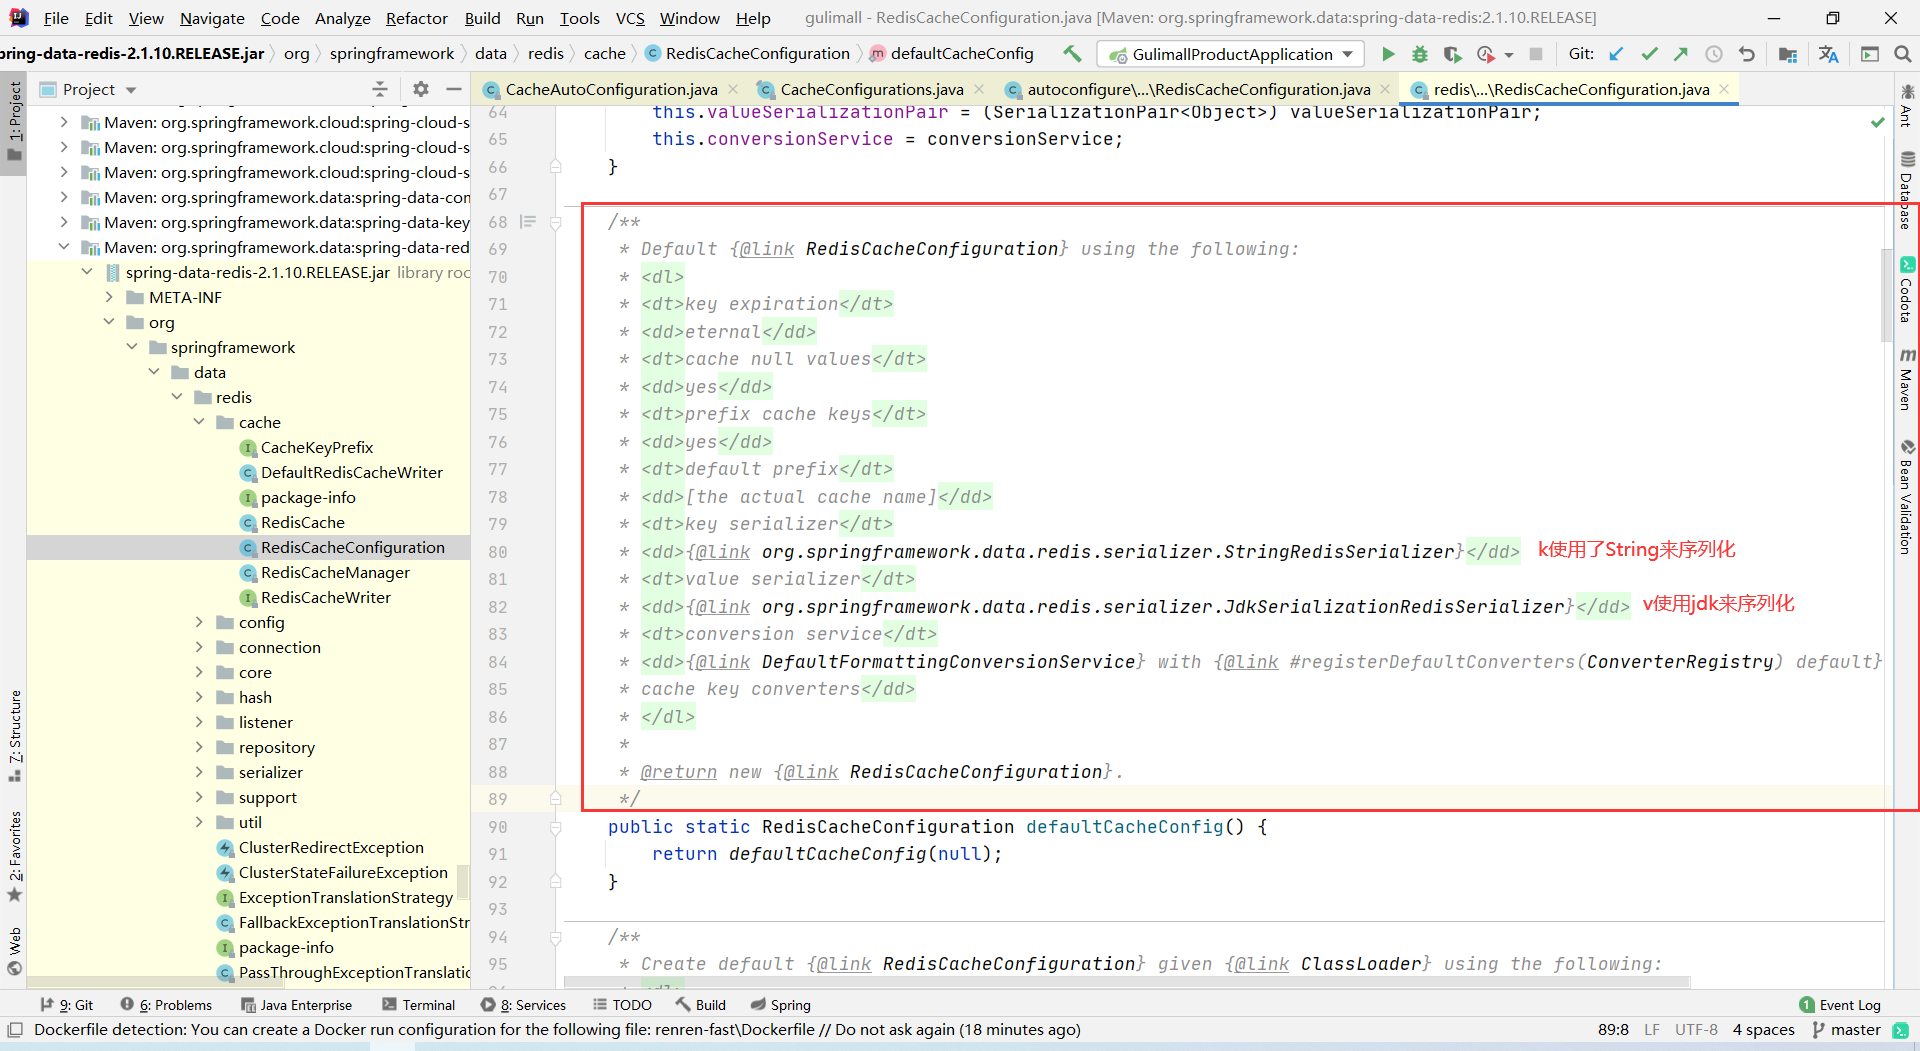 File Edit View Navigate Code Analyze Refactor Build Run Tools VCS Window Help gulimall - RedisCacheConfiguration.java [Maven: org.springframework.data:spring-data-redis:2.1.10.RELEASE]
pring-data-redis-2.1.10.RELEASE.jar org springframework data redis cache RedisCacheConfiguration defaultCacheConfig GulimallProductApplication Git:
Project
CacheAutoConfiguration.java CacheConfigurations.java autoconfigure\...\RedisCacheConfiguration.java redis\...\RedisCacheConfiguration.java
1: Project
7: Structure
2: Favorites
Web
Maven: org.springframework.cloud:spring-cloud-s
Maven: org.springframework.cloud:spring-cloud-s
Maven: org.springframework.cloud:spring-cloud-s
Maven: org.springframework.data:spring-data-com
Maven: org.springframework.data:spring-data-key
Maven: org.springframework.data:spring-data-red
spring-data-redis-2.1.10.RELEASE.jar library roo
META-INF
org
springframework
data
redis
cache
CacheKeyPrefix
DefaultRedisCacheWriter
package-info
RedisCache
RedisCacheConfiguration
RedisCacheManager
RedisCacheWriter
config
connection
core
hash
listener
repository
serializer
support
util
ClusterRedirectException
ClusterStateFailureException
ExceptionTranslationStrategy
FallbackExceptionTranslationStr
package-info
PassThroughExceptionTranslatio
64 this.valueSerializationPair = (SerializationPair<Object>) valueSerializationPair;
65 this.conversionService = conversionService;
66 }
67
68 /**
69 * Default {@link RedisCacheConfiguration} using the following:
70 * <dl>
71 * <dt>key expiration</dt>
72 * <dd>eternal</dd>
73 * <dt>cache null values</dt>
74 * <dd>yes</dd>
75 * <dt>prefix cache keys</dt>
76 * <dd>yes</dd>
77 * <dt>default prefix</dt>
78 * <dd>[the actual cache name]</dd>
79 * <dt>key serializer</dt>
80 * <dd>{@link org.springframework.data.redis.serializer.StringRedisSerializer}</dd> k使用了String来序列化
81 * <dt>value serializer</dt>
82 * <dd>{@link org.springframework.data.redis.serializer.JdkSerializationRedisSerializer}</dd> v使用jdk来序列化
83 * <dt>conversion service</dt>
84 * <dd>{@link DefaultFormattingConversionService} with {@link #registerDefaultConverters(ConverterRegistry) default}
85 * cache key converters</dd>
86 * </dl>
87 *
88 * @return new {@link RedisCacheConfiguration}.
89 */
90 public static RedisCacheConfiguration defaultCacheConfig() {
91 return defaultCacheConfig(null);
92 }
93
94 /**
95 * Create default {@link RedisCacheConfiguration} given {@link ClassLoader} using the following:
Ant
Database
Codota
Maven
Bean Validation
9: Git 6: Problems Java Enterprise Terminal 8: Services TODO Build Spring 1 Event Log
Dockerfile detection: You can create a Docker run configuration for the following file: renren-fast\Dockerfile // Do not ask again (18 minutes ago) 89:8 LF UTF-8 4 spaces master